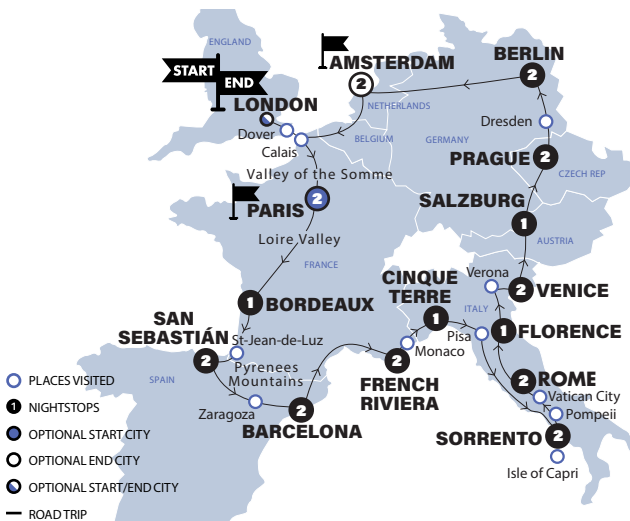 ENGLAND
START
END
LONDON
Dover
Calais
AMSTERDAM
2
NETHERLANDS
BERLIN
2
BELGIUM
GERMANY
Dresden
Valley of the Somme
PRAGUE
2
CZECH REP
PARIS
2
SALZBURG
1
AUSTRIA
Loire Valley
FRANCE
1
BORDEAUX
CINQUE
TERRE
1
Verona
2
VENICE
ITALY
SAN
SEBASTIÁN
2
St-Jean-de-Luz
Pyrenees
Mountains
Monaco
Pisa
1
FLORENCE
2
FRENCH
RIVIERA
2
ROME
Vatican City
Pompeii
SPAIN
Zaragoza
2
BARCELONA
SORRENTO
2
Isle of Capri
PLACES VISITED
1
NIGHTSTOPS
OPTIONAL START CITY
OPTIONAL END CITY
OPTIONAL START/END CITY
ROAD TRIP